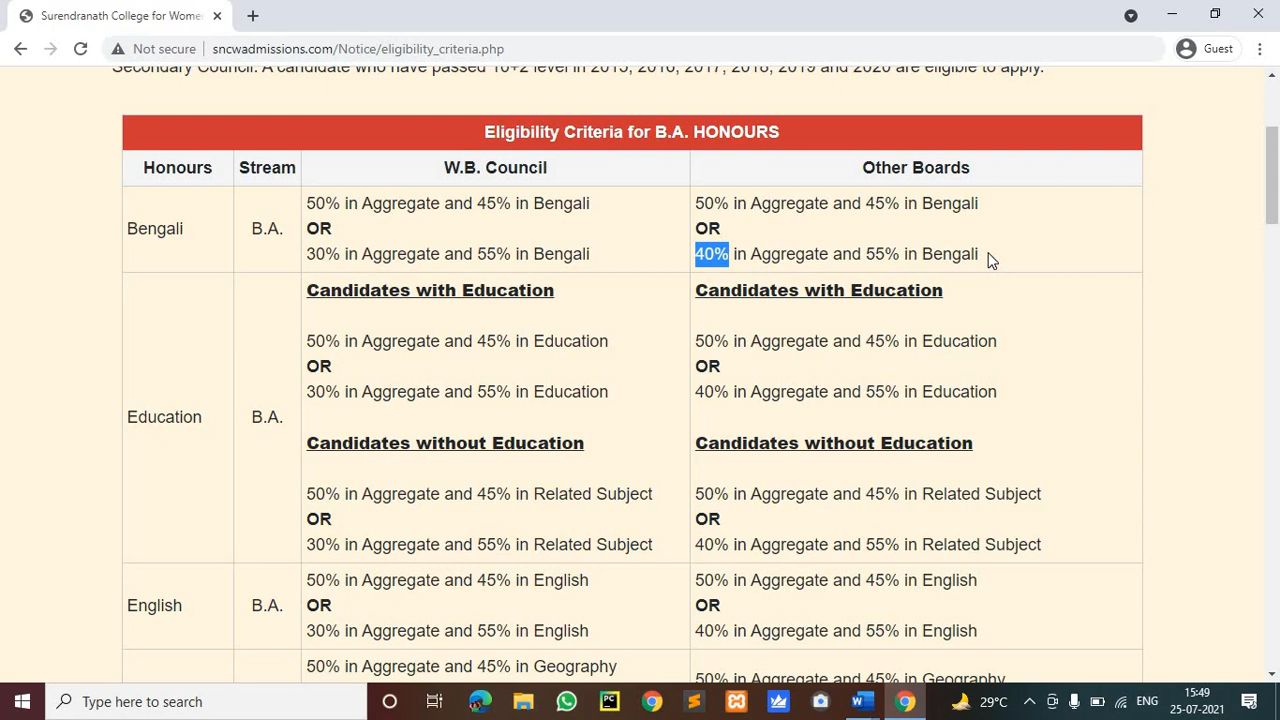 Surendranath College for Wome
Not secure
sncwadmissions.com/Notice/eligibility_criteria.php
Guest
Secondary Council. A candidate who have passed 10+2 level in 2015, 2016, 2017, 2018, 2019 and 2020 are eligible to apply.
Eligibility Criteria for B.A. HONOURS
Honours Stream W.B. Council Other Boards
Bengali B.A.
50% in Aggregate and 45% in Bengali
OR
30% in Aggregate and 55% in Bengali
50% in Aggregate and 45% in Bengali
OR
40% in Aggregate and 55% in Bengali
Education B.A.
Candidates with Education
50% in Aggregate and 45% in Education
OR
30% in Aggregate and 55% in Education
Candidates without Education
50% in Aggregate and 45% in Related Subject
OR
30% in Aggregate and 55% in Related Subject
Candidates with Education
50% in Aggregate and 45% in Education
OR
40% in Aggregate and 55% in Education
Candidates without Education
50% in Aggregate and 45% in Related Subject
OR
40% in Aggregate and 55% in Related Subject
English B.A.
50% in Aggregate and 45% in English
OR
30% in Aggregate and 55% in English
50% in Aggregate and 45% in English
OR
40% in Aggregate and 55% in English
50% in Aggregate and 45% in Geography
50% in Aggregate and 45% in Geography
Type here to search
PC
W
29°C
ENG
15:49
25-07-2021